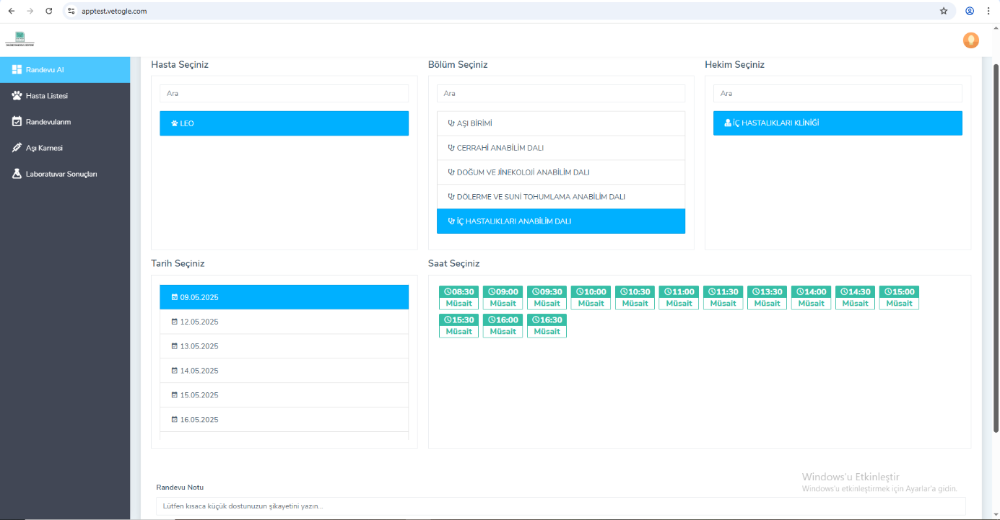 apptest.vetogle.com
Randevu Al
Hasta Listesi
Randevularım
Aşı Karnesi
Laboratuvar Sonuçları
Hasta Seçiniz
Ara
LEO
Bölüm Seçiniz
Ara
AŞI BİRİMİ
CERRAHİ ANABİLİM DALI
DOĞUM VE JİNEKOLOJİ ANABİLİM DALI
DÖLERME VE SUNİ TOHUMLAMA ANABİLİM DALI
İÇ HASTALIKLARI ANABİLİM DALI
Hekim Seçiniz
Ara
İÇ HASTALIKLARI KLİNİĞİ
Tarih Seçiniz
09.05.2025
12.05.2025
13.05.2025
14.05.2025
15.05.2025
16.05.2025
Saat Seçiniz
08:30 09:00 09:30 10:00 10:30 11:00 11:30 13:30 14:00 14:30 15:00
Müsait Müsait Müsait Müsait Müsait Müsait Müsait Müsait Müsait Müsait Müsait
15:30 16:00 16:30
Müsait Müsait Müsait
Randevu Notu
Lütfen kısaca küçük dostunuzun şikayetini yazın...
Windows'u Etkinleştir
Windows'u etkinleştirmek için Ayarlar'a gidin.